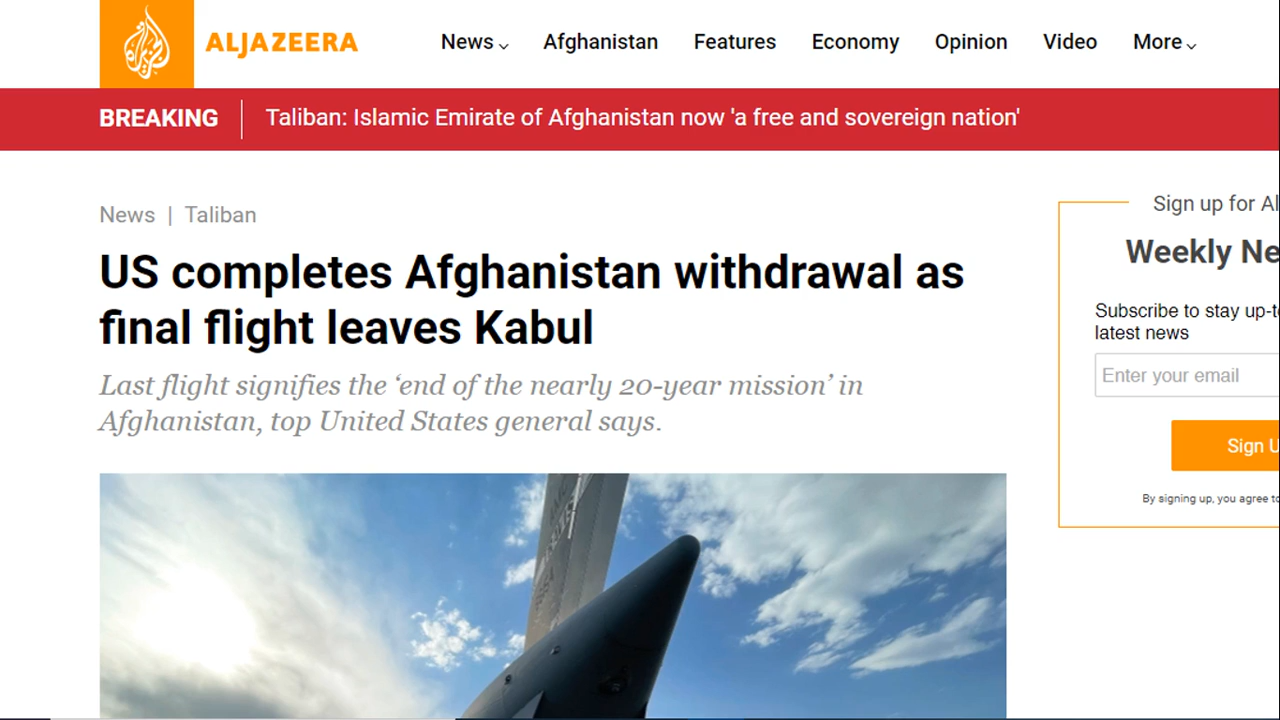 ALJAZEERA
News Afghanistan Features Economy Opinion Video More
BREAKING Taliban: Islamic Emirate of Afghanistan now 'a free and sovereign nation'
News | Taliban
US completes Afghanistan withdrawal as
final flight leaves Kabul
Last flight signifies the ‘end of the nearly 20-year mission’ in
Afghanistan, top United States general says.
Sign up for Al
Weekly Ne
Subscribe to stay up-t
latest news
Enter your email
Sign U
By signing up, you agree to